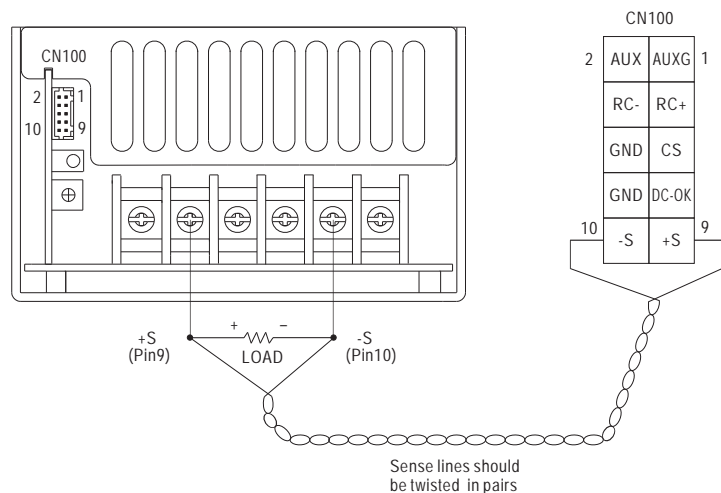 CN100
2 1
10 9
CN100
2 AUX AUXG 1
RC- RC+
GND CS
GND DC-OK
10 -S +S 9
+S
(Pin9)
+ −
LOAD
-S
(Pin10)
Sense lines should
be twisted in pairs